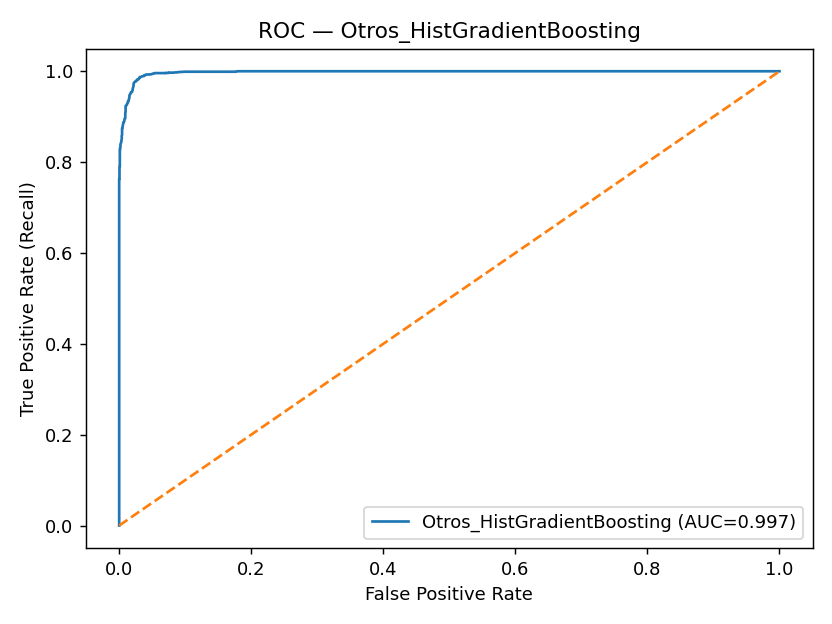 ROC — Otros_HistGradientBoosting
1.0
0.8
0.6
0.4
0.2
0.0
True Positive Rate (Recall)
Otros_HistGradientBoosting (AUC=0.997)
0.0 0.2 0.4 0.6 0.8 1.0
False Positive Rate